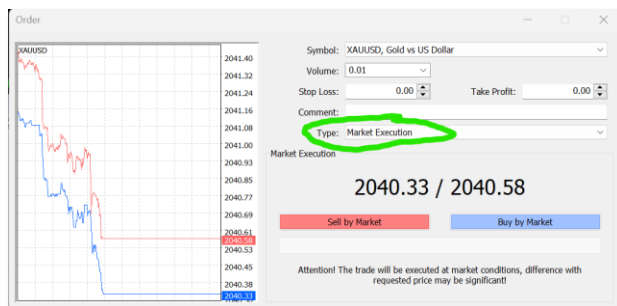 Order
XAUUSD
2041.40
2041.32
2041.24
2041.16
2041.08
2041.00
2040.93
2040.85
2040.77
2040.69
2040.61
2040.58
2040.53
2040.45
2040.38
2040.33
Symbol: XAUUSD, Gold vs US Dollar
Volume: 0.01
Stop Loss: 0.00 Take Profit: 0.00
Comment:
Type: Market Execution
Market Execution
2040.33 / 2040.58
Sell by Market Buy by Market
Attention! The trade will be executed at market conditions, difference with
requested price may be significant!